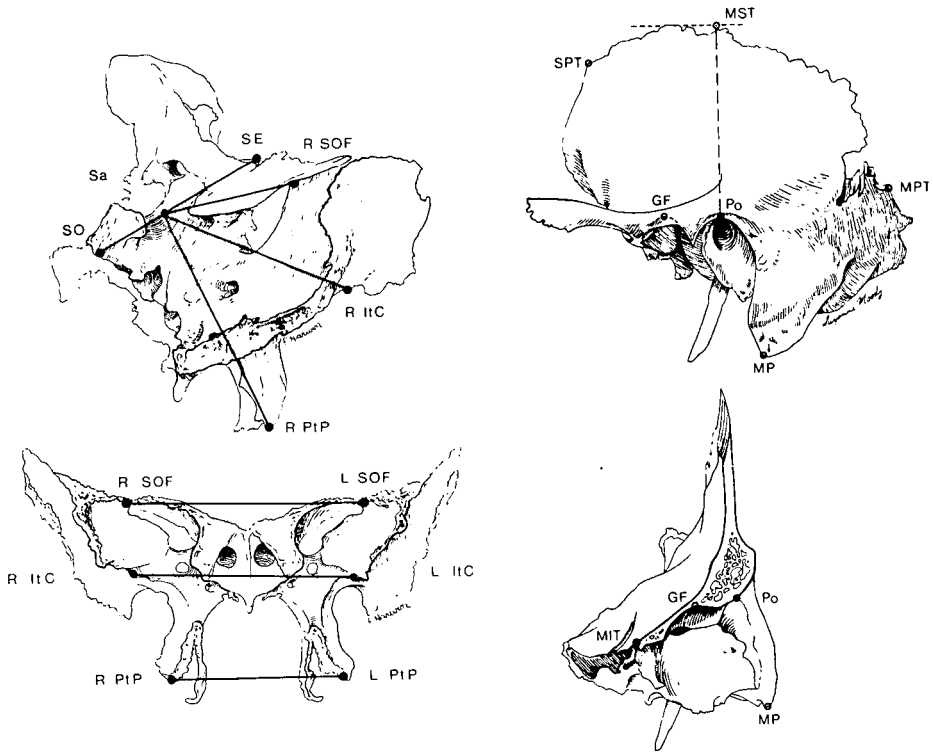 SE
R SOF
Sa
SO
R ItC
R PtP
MST
SPT
GF
Po
MPT
MP
R SOF
L SOF
R ItC
L ItC
R PtP
L PtP
GF
Po
MIT
MP